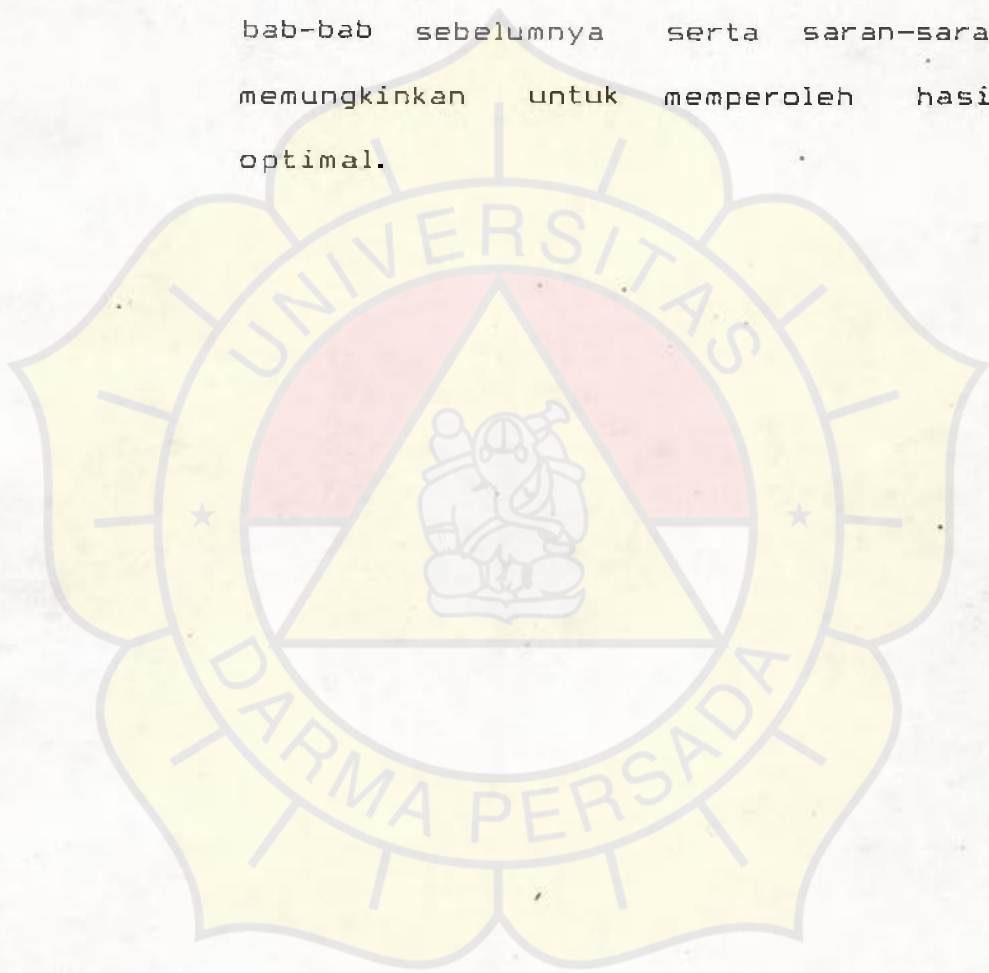 bab-bab sebelumnya serta saran-sara
memungkinkan untuk memperoleh hasi
optimal.
UNIVERSITAS
DARMA PERSADA